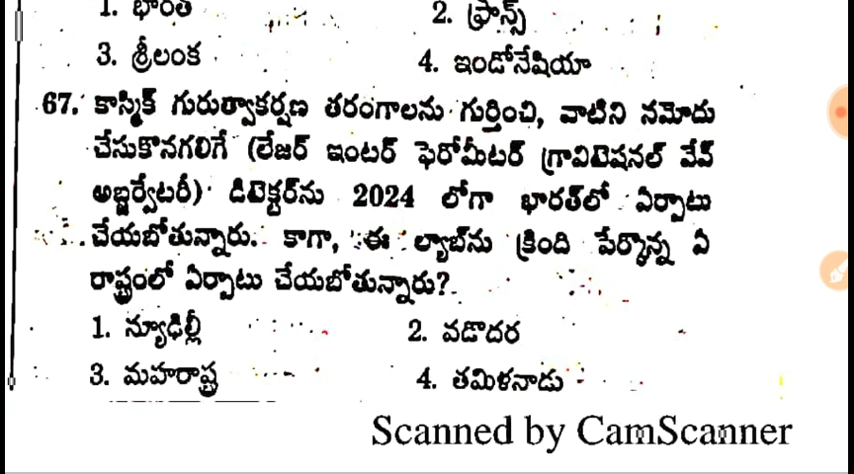 1. భారత్ 2. ఫ్రాన్స్
3. శ్రీలంక 4. ఇండోనేషియా
67. కాస్మిక్ గురుత్వాకర్షణ తరంగాలను గుర్తించి, వాటిని నమోదు
చేసుకొనగలిగే (లేజర్ ఇంటర్ ఫెరోమీటర్ గ్రావిటెషనల్ వేవ్
అబ్జర్వేటరీ) డిటెక్టర్‌ను 2024 లోగా భారత్‌లో ఏర్పాటు
చేయబోతున్నారు. కాగా, ఈ ల్యాబ్‌ను క్రింది పేర్కొన్న ఏ
రాష్ట్రంలో ఏర్పాటు చేయబోతున్నారు?
1. న్యూఢిల్లీ 2. వడొదర
3. మహరాష్ట్ర 4. తమిళనాడు
Scanned by CamScanner